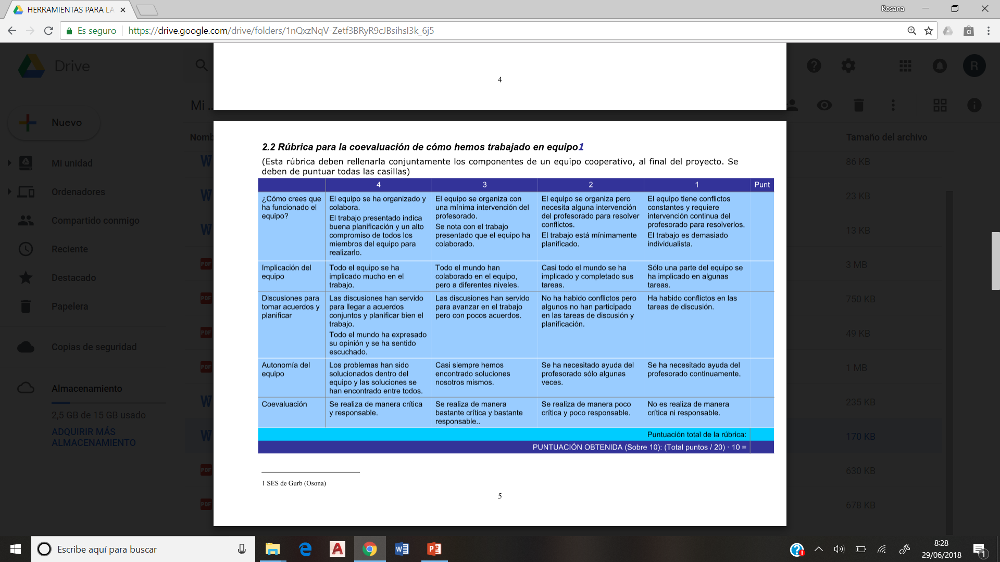 HERRAMIENTAS PARA LA
Rosana
Es seguro
https://drive.google.com/drive/folders/1nQxzNqV-Zetf3BRyR9cJBsihsI3k_6j5
Drive
R
Mi ...
Nuevo
Nomb
Tamaño del archivo
Mi unidad
Ordenadores
Compartido conmigo
Reciente
Destacado
Papelera
Copias de seguridad
Almacenamiento
2,5 GB de 15 GB usado
ADQUIRIR MÁS
ALMACENAMIENTO
W
W
W
PDF
PDF
PDF
PDF
W
W
PDF
PDF
86 KB
23 KB
13 KB
3 MB
750 KB
49 KB
1 MB
235 KB
170 KB
630 KB
678 KB
4
2.2 Rúbrica para la coevaluación de cómo hemos trabajado en equipo1
(Esta rúbrica deben rellenarla conjuntamente los componentes de un equipo cooperativo, al final del proyecto. Se
deben de puntuar todas las casillas)
4
3
2
1
Punt
¿Cómo crees que
ha funcionado el
equipo?
El equipo se ha organizado y
colabora.
El trabajo presentado indica
buena planificación y un alto
compromiso de todos los
miembros del equipo para
realizarlo.
El equipo se organiza con
una mínima intervención del
profesorado.
Se nota con el trabajo
presentado que el equipo ha
colaborado.
El equipo se organiza pero
necesita alguna intervención
del profesorado para resolver
conflictos.
El trabajo está mínimamente
planificado.
El equipo tiene conflictos
constantes y requiere
intervención continua del
profesorado para resolverlos.
El trabajo es demasiado
individualista.
Implicación del
equipo
Todo el equipo se ha
implicado mucho en el
trabajo.
Todo el mundo han
colaborado en el equipo,
pero a diferentes niveles.
Casi todo el mundo se ha
implicado y completado sus
tareas.
Sólo una parte del equipo se
ha implicado en algunas
tareas.
Discusiones para
tomar acuerdos y
planificar
Las discusiones han servido
para llegar a acuerdos
conjuntos y planificar bien el
trabajo.
Todo el mundo ha expresado
su opinión y se ha sentido
escuchado.
Las discusiones han servido
para avanzar en el trabajo
pero con pocos acuerdos.
No ha habido conflictos pero
algunos no han participado
en las tareas de discusión y
planificación.
Ha habido conflictos en las
tareas de discusión.
Autonomía del
equipo
Los problemas han sido
solucionados dentro del
equipo y las soluciones se
han encontrado entre todos.
Casi siempre hemos
encontrado soluciones
nosotros mismos.
Se ha necesitado ayuda del
profesorado sólo algunas
veces.
Se ha necesitado ayuda del
profesorado continuamente.
Coevaluación
Se realiza de manera crítica
y responsable.
Se realiza de manera
bastante crítica y bastante
responsable..
Se realiza de manera poco
crítica y poco responsable.
No es realiza de manera
crítica ni responsable.
Puntuación total de la rúbrica:
PUNTUACIÓN OBTENIDA (Sobre 10): (Total puntos / 20) · 10 =
1 SES de Gurb (Osona)
5
Escribe aquí para buscar
8:28
29/06/2018
1